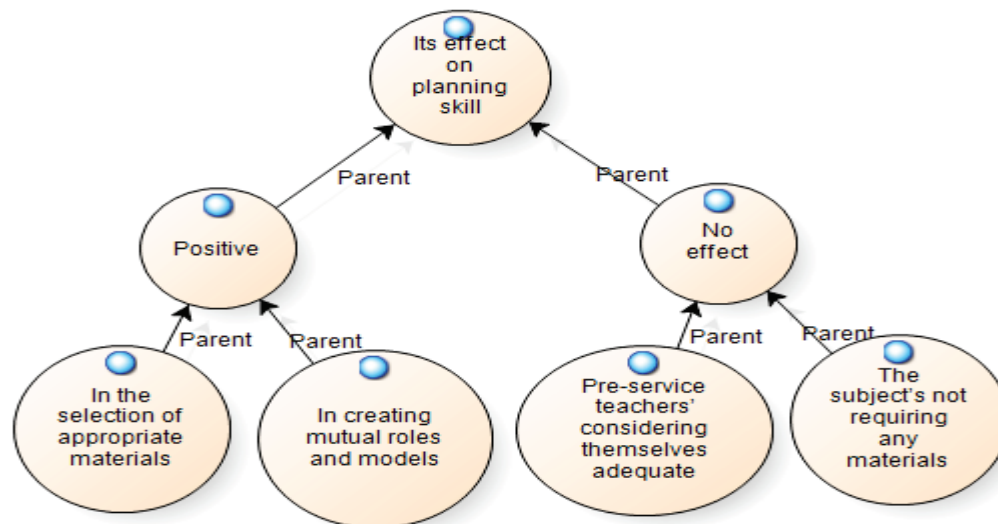 Its effect
on
planning
skill
Parent
Parent
Positive
No
effect
Parent
Parent
Parent
Parent
In the
selection of
appropriate
materials
In creating
mutual roles
and models
Pre-service
teachers’
considering
themselves
adequate
The
subject's not
requiring
any
materials